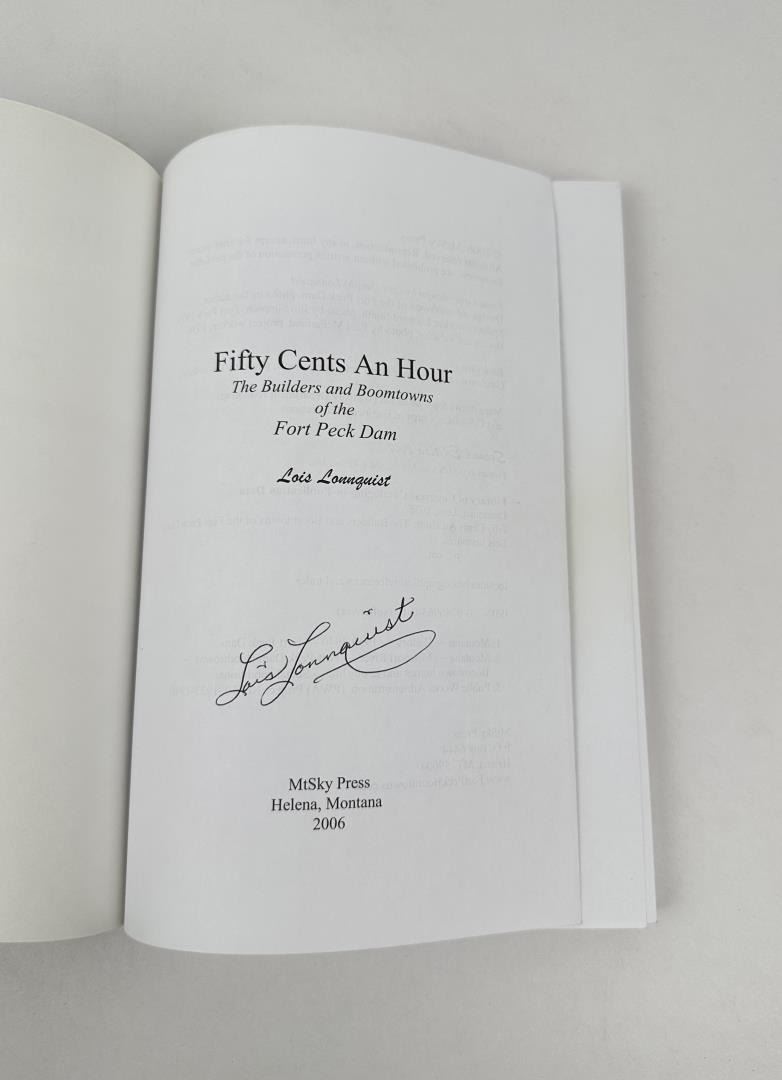 Fifty Cents An Hour
The Builders and Boomtowns
of the
Fort Peck Dam
Lois Lonnquist
Lois Lonnquist
MtSky Press
Helena, Montana
2006